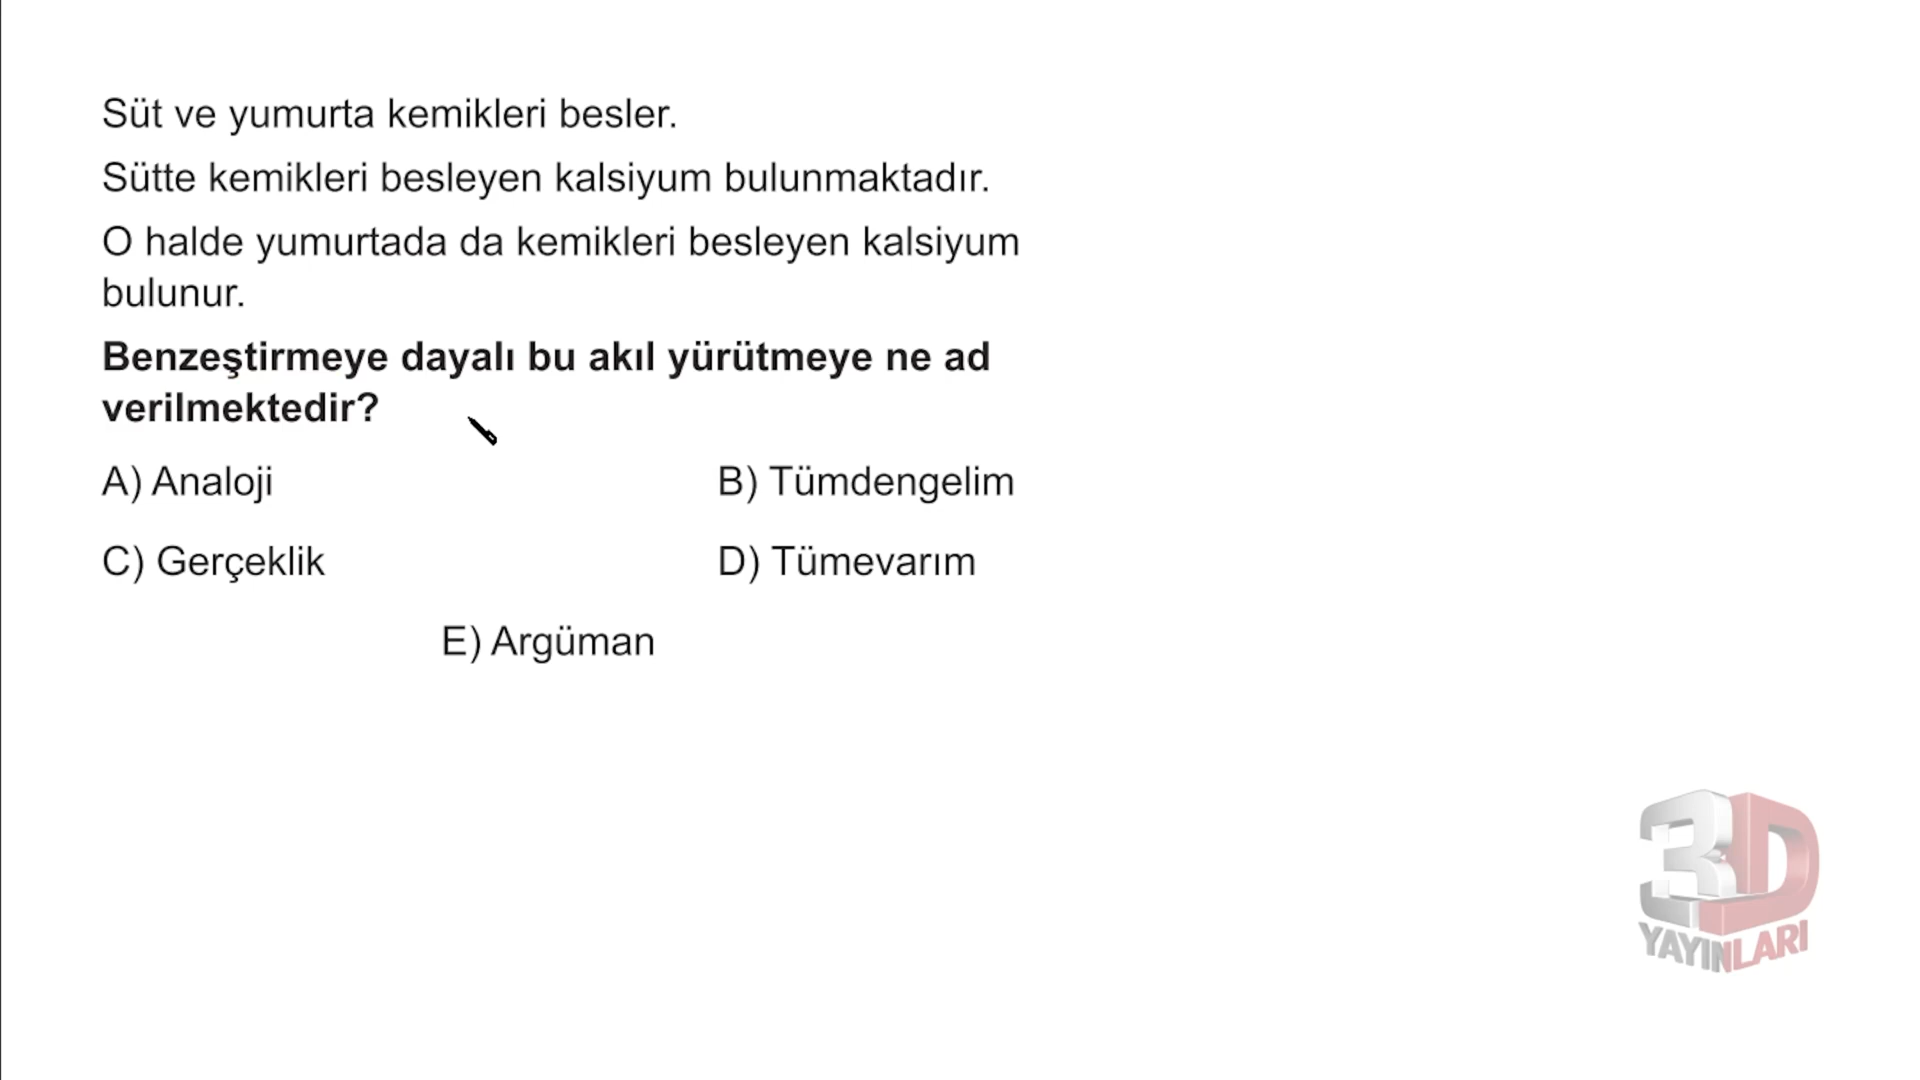 Süt ve yumurta kemikleri besler.
Sütte kemikleri besleyen kalsiyum bulunmaktadır.
O halde yumurtada da kemikleri besleyen kalsiyum
bulunur.
Benzeştirmeye dayalı bu akıl yürütmeye ne ad
verilmektedir?
A) Analoji
B) Tümdengelim
C) Gerçeklik
D) Tümevarım
E) Argüman
3D
YAYINLARI